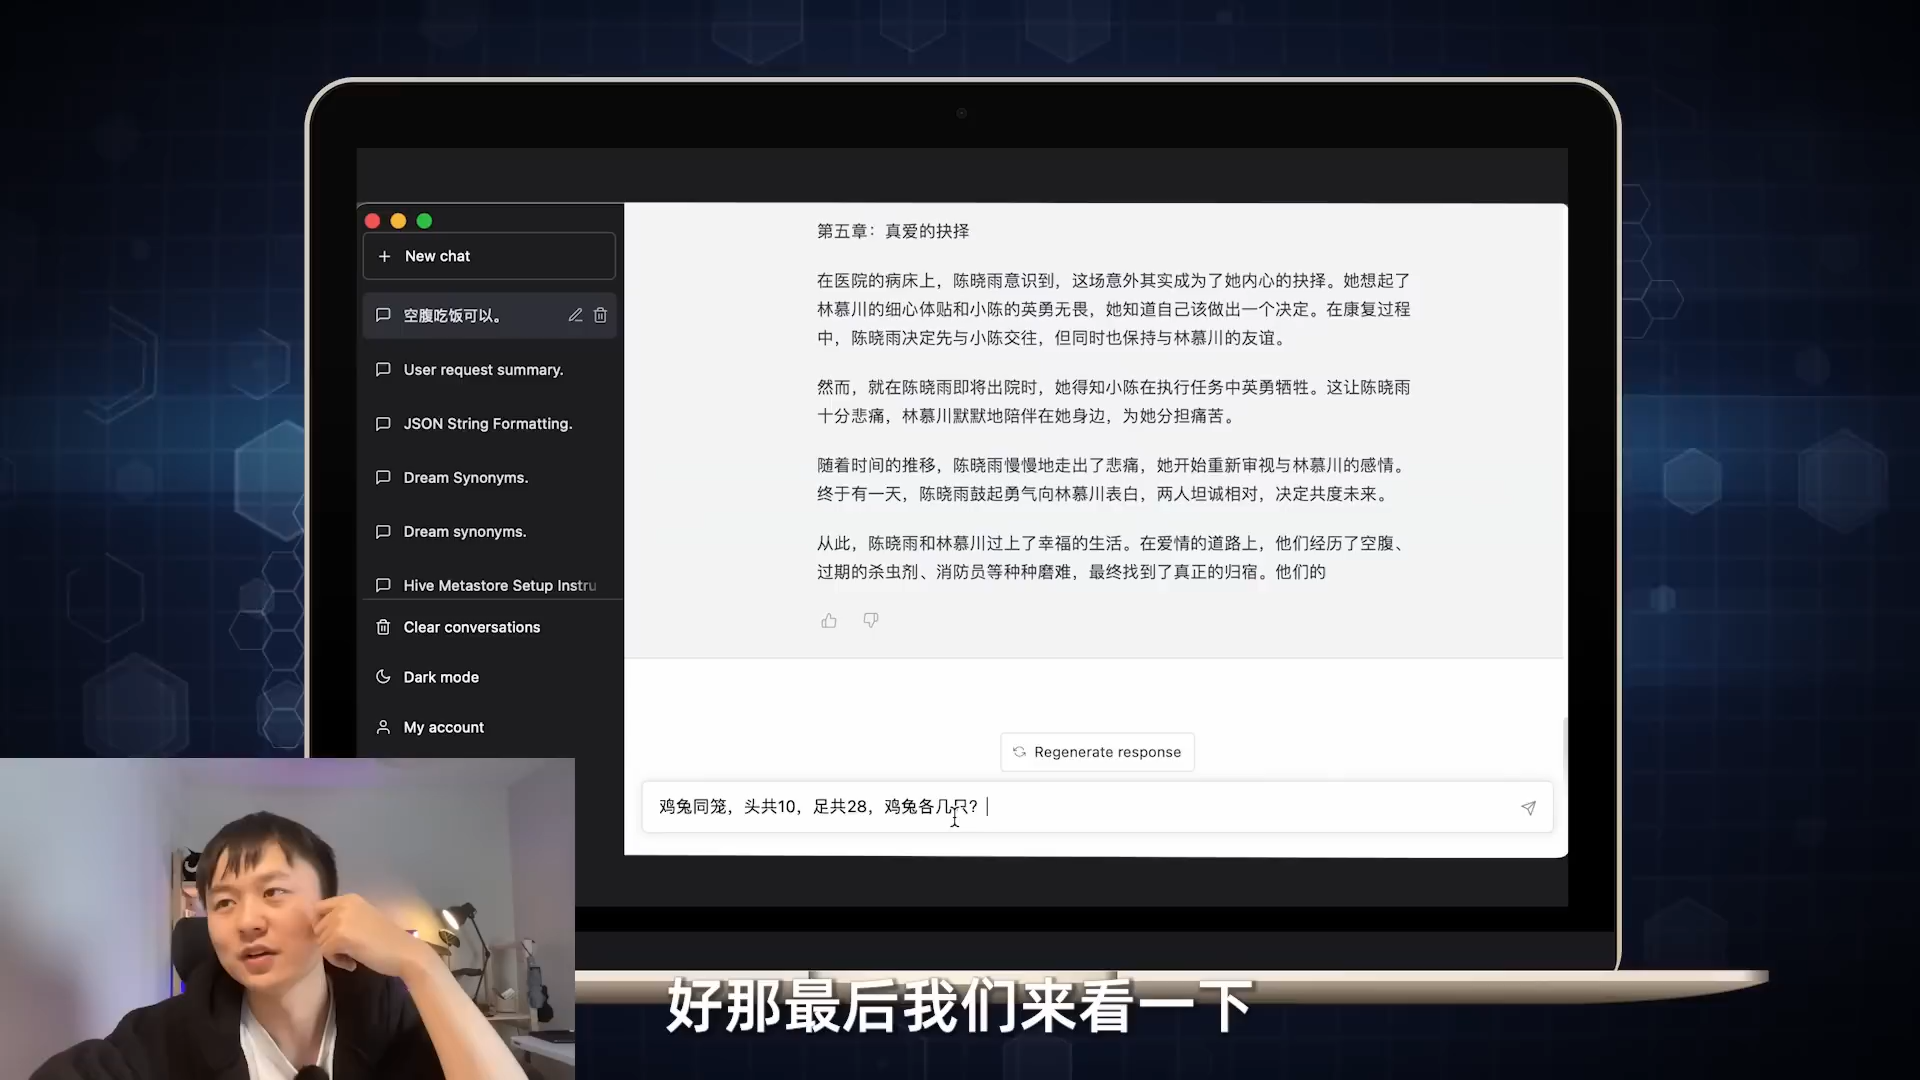 New chat
空腹吃饭可以。
User request summary.
JSON String Formatting.
Dream Synonyms.
Dream synonyms.
Hive Metastore Setup Instru
Clear conversations
Dark mode
My account
第五章：真爱的抉择
在医院的病床上，陈晓雨意识到，这场意外其实成为了她内心的抉择。她想起了
林慕川的细心体贴和小陈的英勇无畏，她知道自己该做出一个决定。在康复过程
中，陈晓雨决定先与小陈交往，但同时也保持与林慕川的友谊。
然而，就在陈晓雨即将出院时，她得知小陈在执行任务中英勇牺牲。这让陈晓雨
十分悲痛，林慕川默默地陪伴在她身边，为她分担痛苦。
随着时间的推移，陈晓雨慢慢地走出了悲痛，她开始重新审视与林慕川的感情。
终于有一天，陈晓雨鼓起勇气向林慕川表白，两人坦诚相对，决定共度未来。
从此，陈晓雨和林慕川过上了幸福的生活。在爱情的道路上，他们经历了空腹、
过期的杀虫剂、消防员等种种磨难，最终找到了真正的归宿。他们的
Regenerate response
鸡兔同笼，头共10，足共28，鸡兔各几只？
好那最后我们来看一下